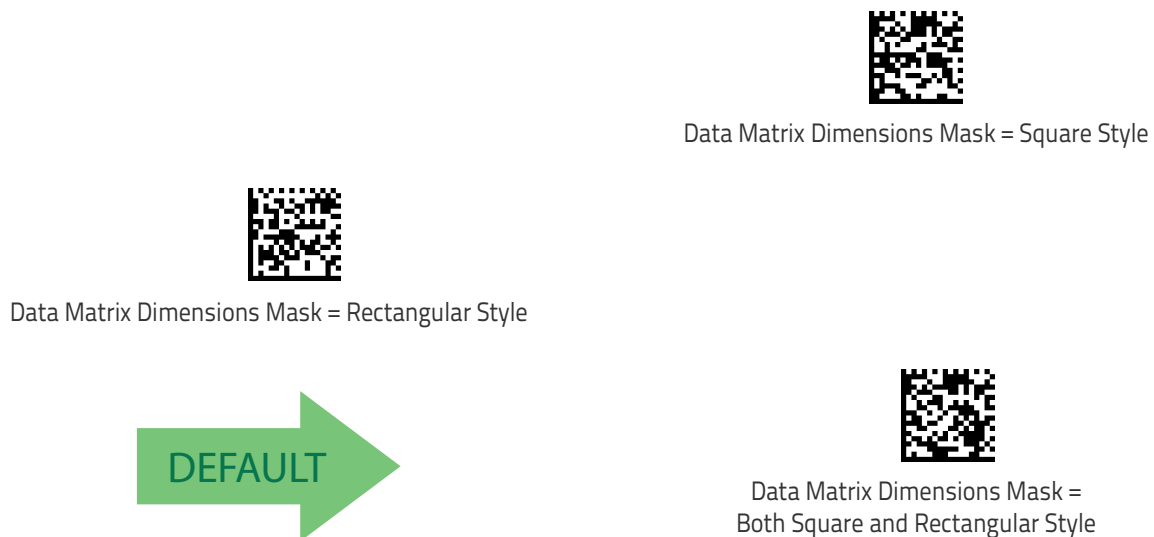 Data Matrix Dimensions Mask = Square Style
Data Matrix Dimensions Mask = Rectangular Style
DEFAULT
Data Matrix Dimensions Mask =
Both Square and Rectangular Style